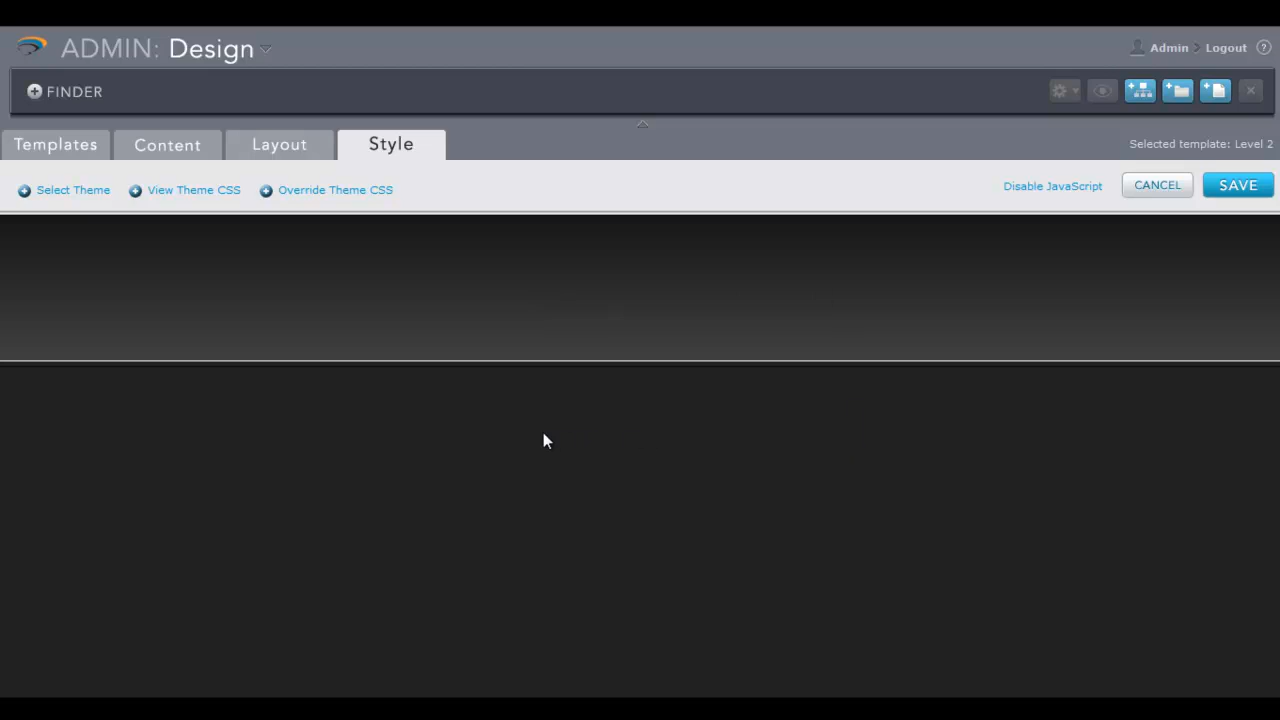 ADMIN: Design
Admin > Logout ?
FINDER
Templates Content Layout Style
Selected template: Level 2
Select Theme View Theme CSS Override Theme CSS
Disable JavaScript CANCEL SAVE